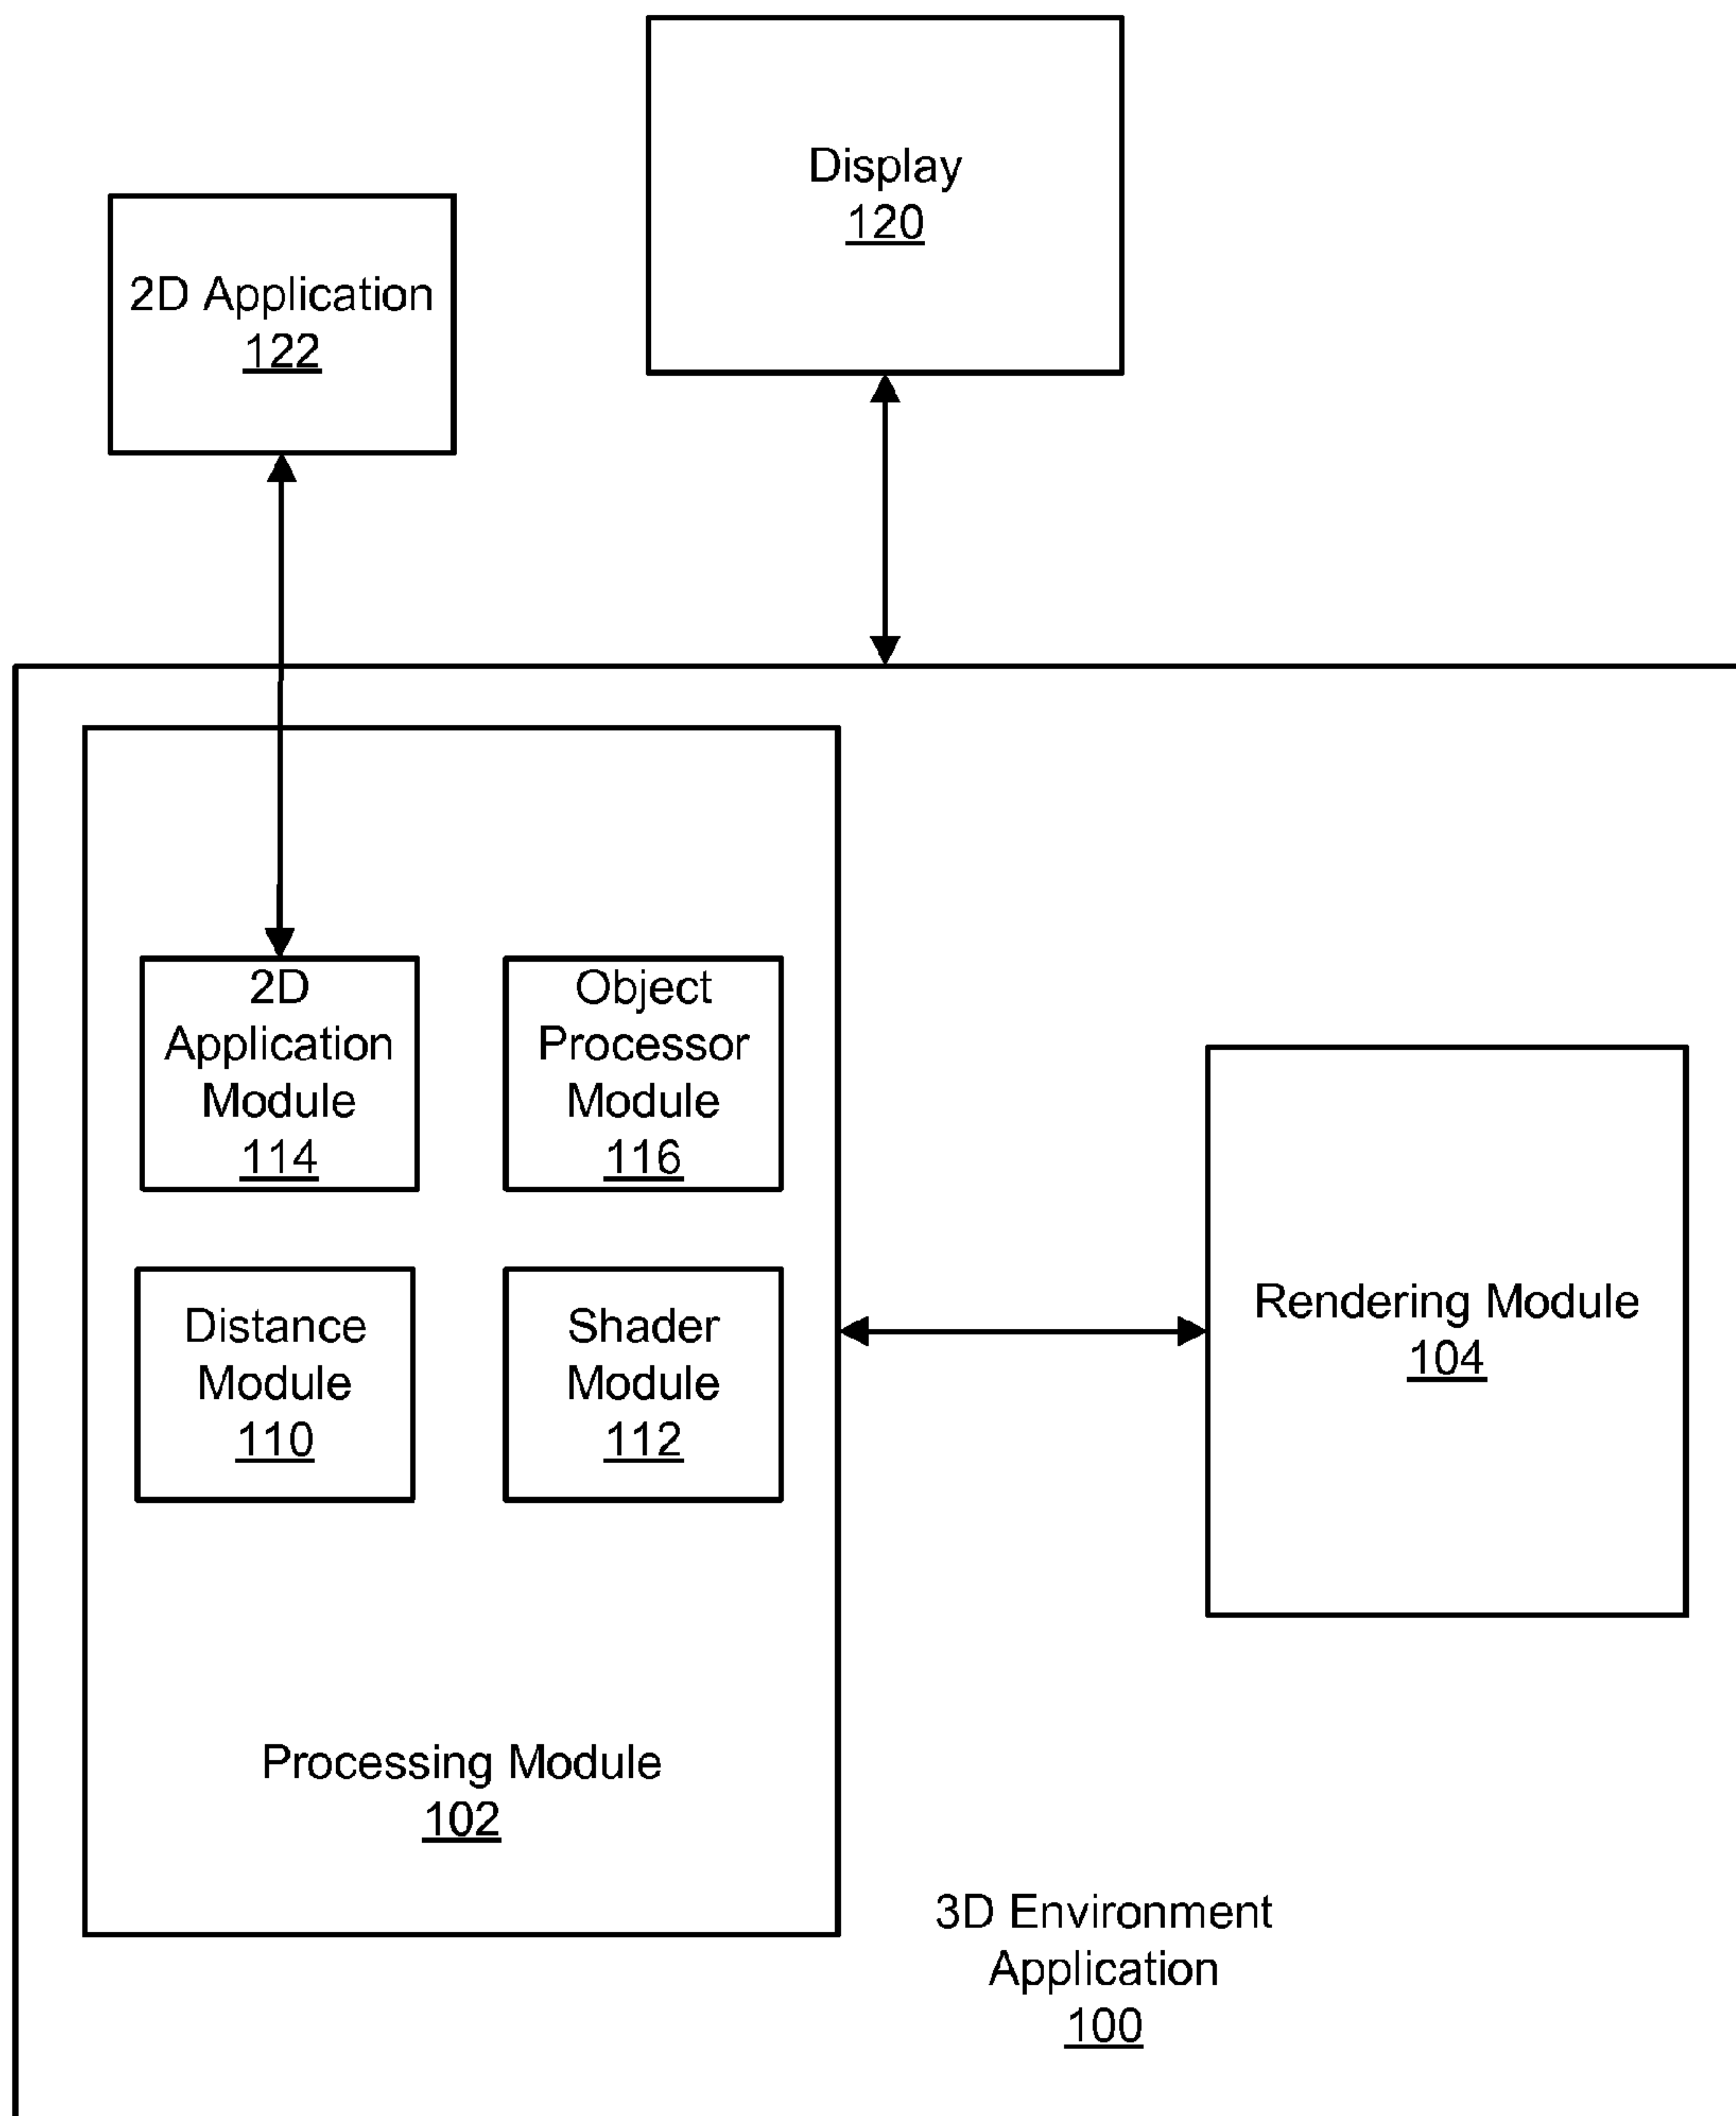 Display
120
2D Application
122
2D
Application
Module
114
Object
Processor
Module
116
Distance
Module
110
Shader
Module
112
Rendering Module
104
Processing Module
102
3D Environment
Application
100